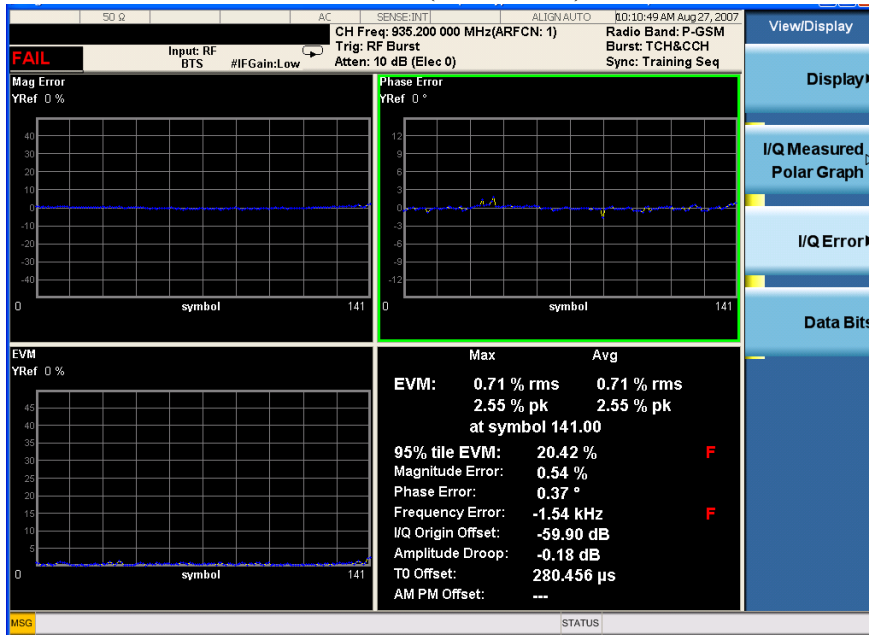 50 Ω AC SENSE:INT ALIGN AUTO 10:10:49 AM Aug 27, 2007
FAIL
Input: RF
BTS #IFGain:Low
CH Freq: 935.200 000 MHz(ARFCN: 1)
Trig: RF Burst
Atten: 10 dB (Elec 0)
Radio Band: P-GSM
Burst: TCH&CCH
Sync: Training Seq
Mag Error
YRef 0 %
40
30
20
10
0
-10
-20
-30
-40
0 symbol 141
Phase Error
YRef 0 °
12
9
6
3
0
-3
-6
-9
-12
0 symbol 141
EVM
YRef 0 %
45
40
35
30
25
20
15
10
5
0 symbol 141
Max Avg
EVM: 0.71 % rms 0.71 % rms
2.55 % pk 2.55 % pk
at symbol 141.00
95% tile EVM: 20.42 % F
Magnitude Error: 0.54 %
Phase Error: 0.37 °
Frequency Error: -1.54 kHz F
I/Q Origin Offset: -59.90 dB
Amplitude Droop: -0.18 dB
T0 Offset: 280.456 µs
AM PM Offset: ---
View/Display
Display
I/Q Measured
Polar Graph
I/Q Error
Data Bits
MSG STATUS